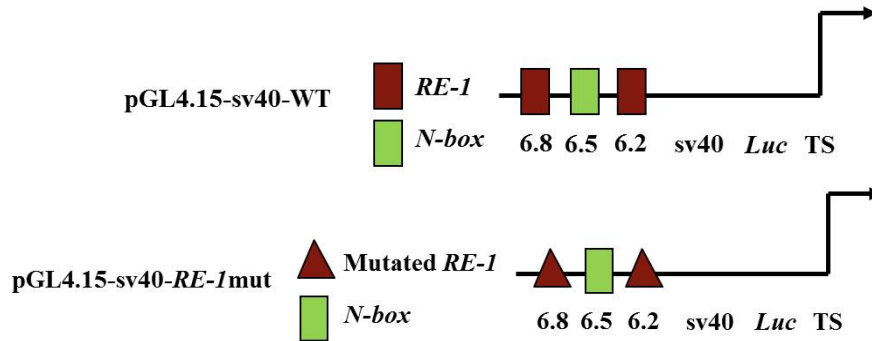 pGL4.15-sv40-WT
RE-1
N-box
6.8 6.5 6.2 sv40 Luc TS
pGL4.15-sv40-RE-1mut
Mutated RE-1
N-box
6.8 6.5 6.2 sv40 Luc TS